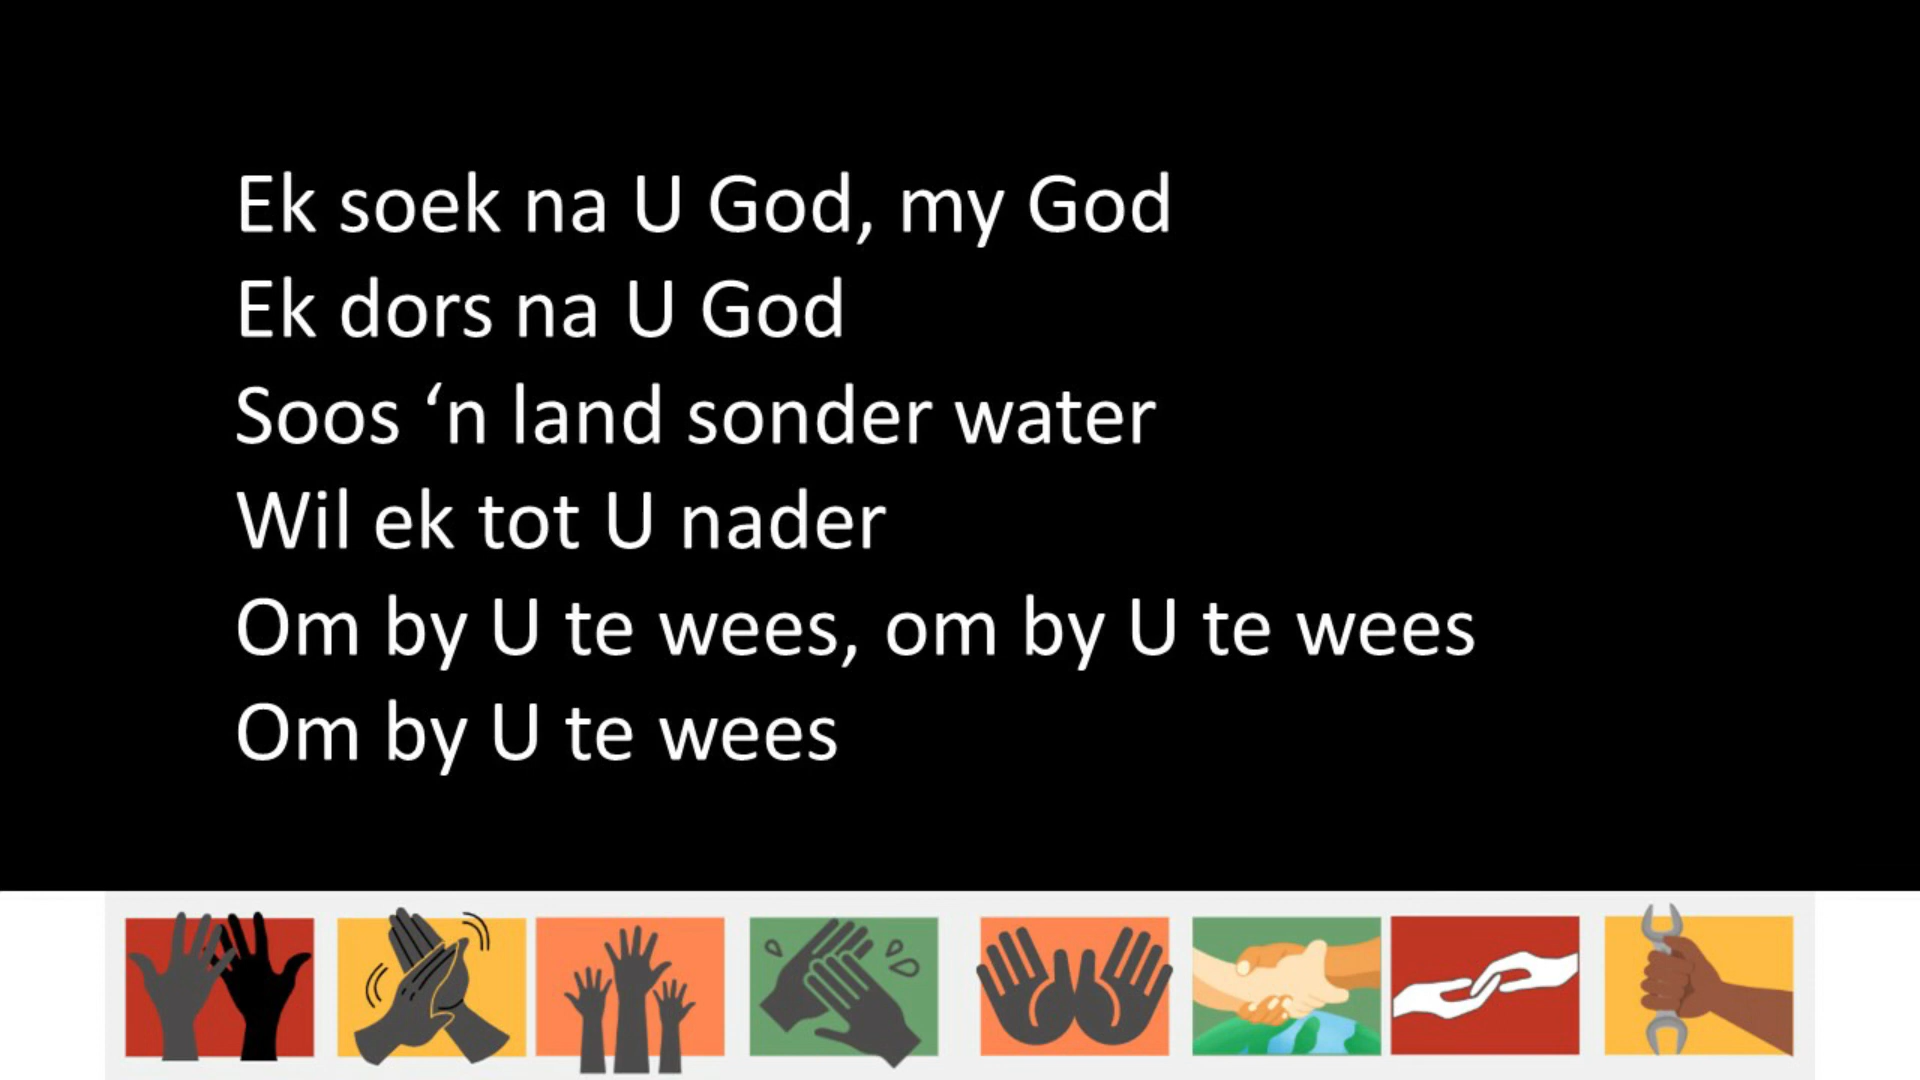 Ek soek na U God, my God
Ek dors na U God
Soos ‘n land sonder water
Wil ek tot U nader
Om by U te wees, om by U te wees
Om by U te wees